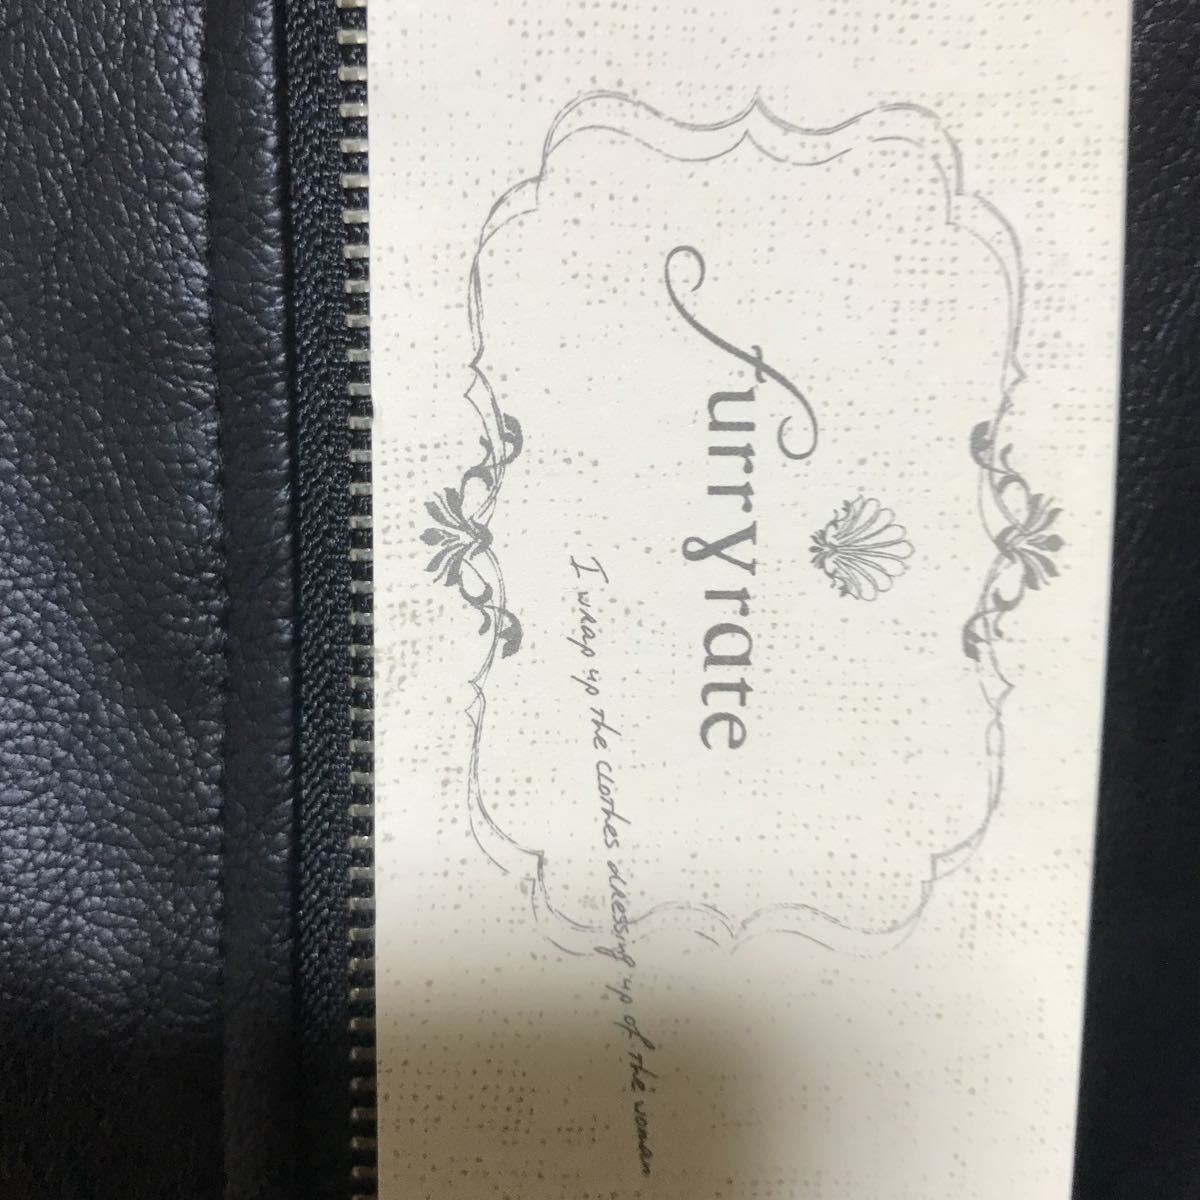 furryrate
I wrap up the clothes dressing up of the woman